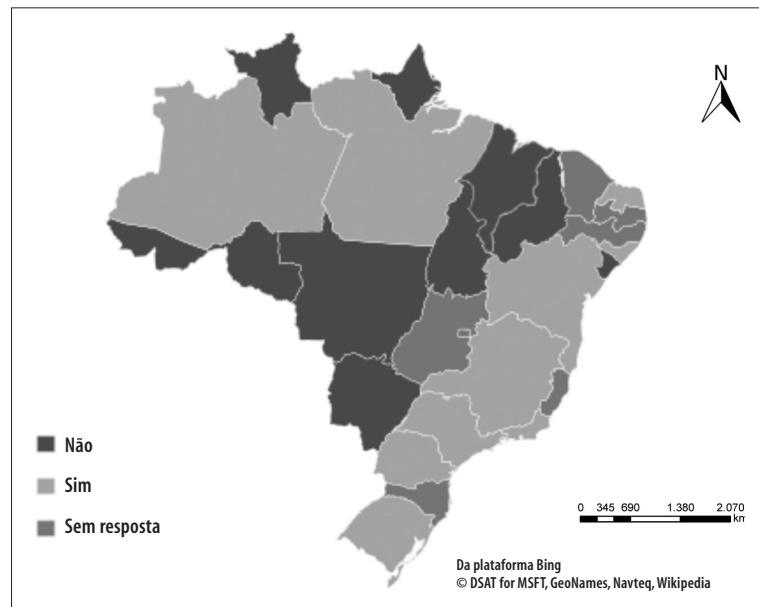 N
Não
Sim
Sem resposta
0 345 690 1.380 2.070
km
Da plataforma Bing
© DSAT for MSFT, GeoNames, Navteq, Wikipedia